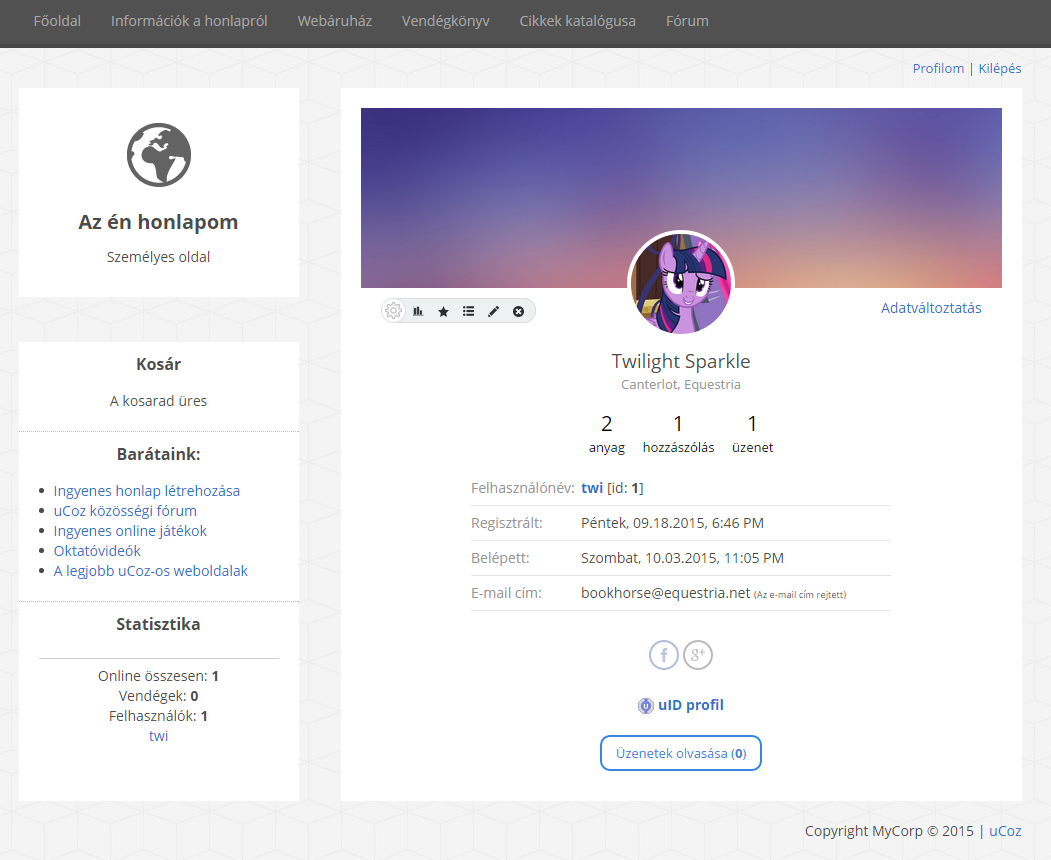 Főoldal Információk a honlapról Webáruház Vendégkönyv Cikkek katalógusa Fórum
Profilom | Kilépés
Az én honlapom
Személyes oldal
Kosár
A kosarad üres
Barátaink:
Ingyenes honlap létrehozása
uCoz közösségi fórum
Ingyenes online játékok
Oktatóvideók
A legjobb uCoz-os weboldalak
Statisztika
Online összesen: 1
Vendégek: 0
Felhasználók: 1
twi
Adatváltoztatás
Twilight Sparkle
Canterlot, Equestria
2 1 1
anyag hozzászólás üzenet
Felhasználónév: twi [id: 1]
Regisztrált: Péntek, 09.18.2015, 6:46 PM
Belépett: Szombat, 10.03.2015, 11:05 PM
E-mail cím: bookhorse@equestria.net (Az e-mail cím rejtett)
f g+
U uID profil
Üzenetek olvasása (0)
Copyright MyCorp © 2015 | uCoz